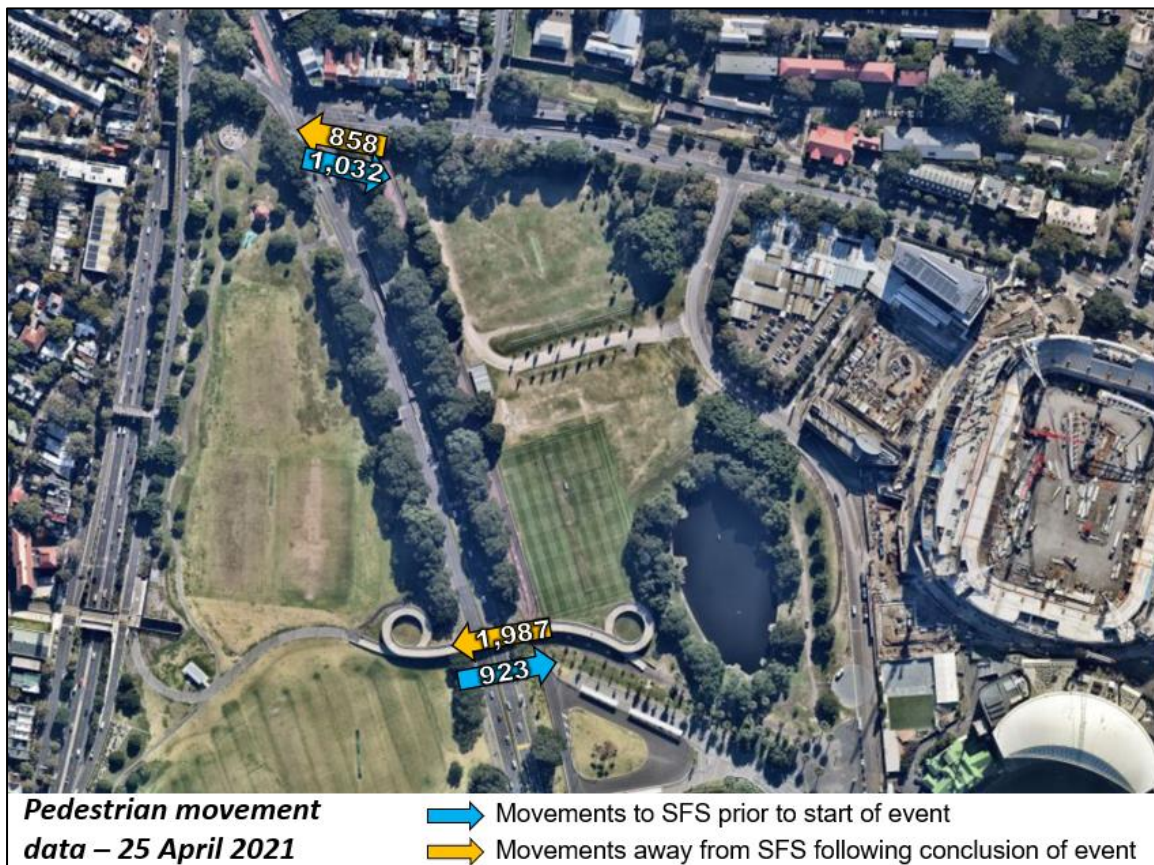 858
1,032
1,987
923
Pedestrian movement
data – 25 April 2021
Movements to SFS prior to start of event
Movements away from SFS following conclusion of event